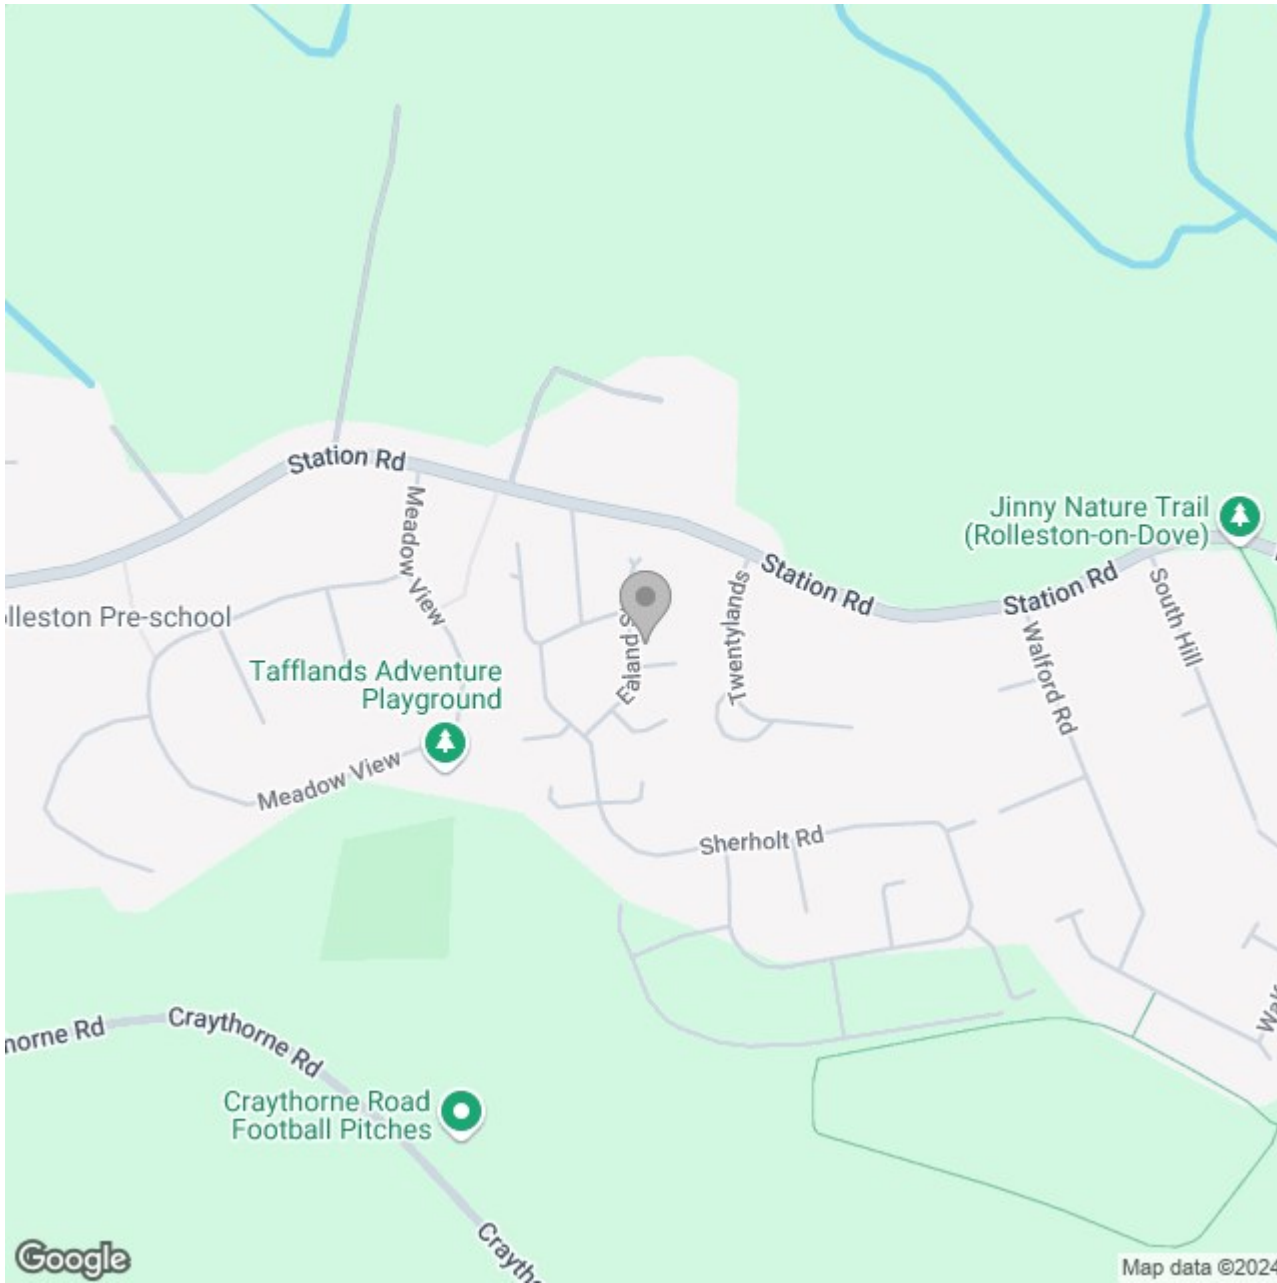 Station Rd
Meadow View
Jinny Nature Trail
(Rolleston-on-Dove)
Station Rd
Station Rd
South Hill
Twentylands
Walford Rd
Pre-school
Tafflands Adventure
Playground
Ealand
Meadow View
Sherholt Rd
Rd
Craythorne Rd
Craythorne Road
Football Pitches
Google
Map data ©2024